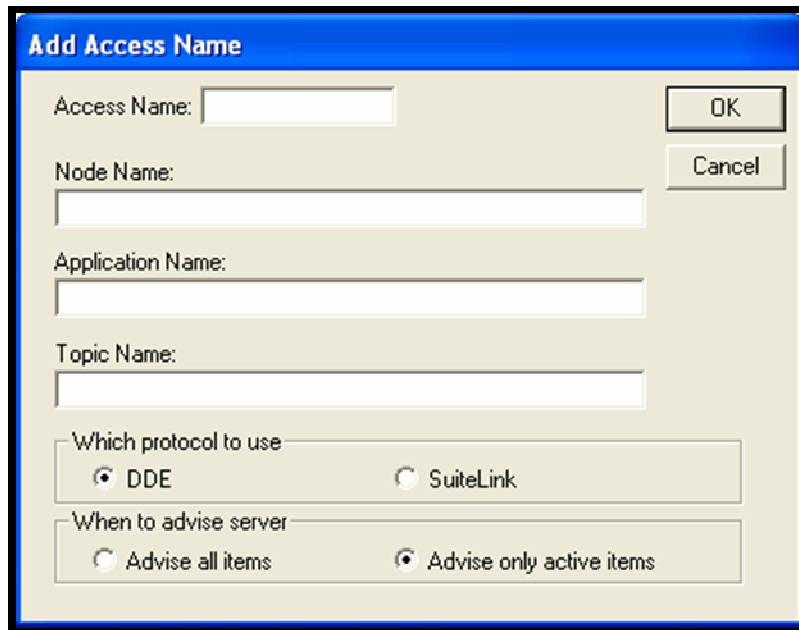 Add Access Name
Access Name:
OK
Cancel
Node Name:
Application Name:
Topic Name:
Which protocol to use
DDE
SuiteLink
When to advise server
Advise all items
Advise only active items